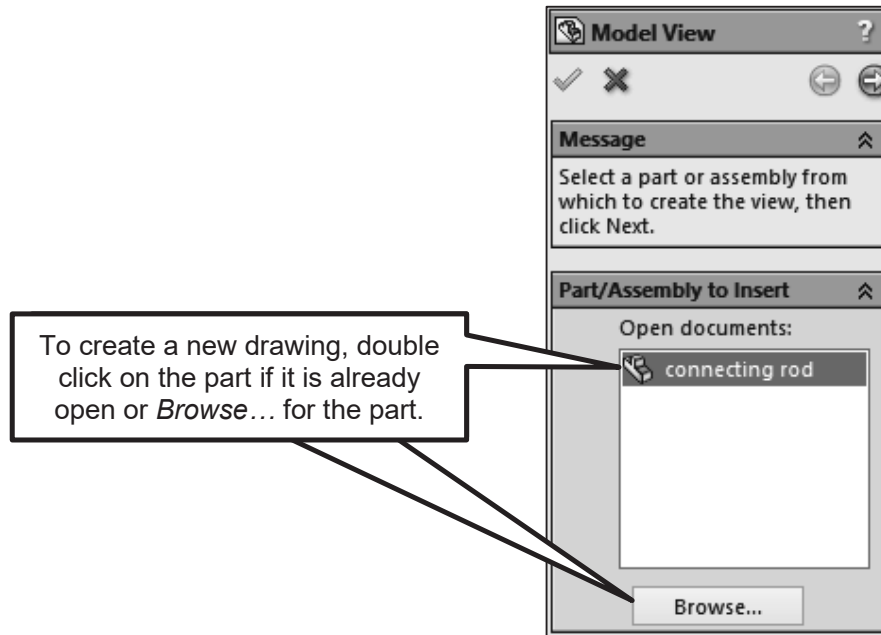 Model View ?
Message
Select a part or assembly from
which to create the view, then
click Next.
Part/Assembly to Insert
Open documents:
connecting rod
To create a new drawing, double
click on the part if it is already
open or Browse… for the part.
Browse...